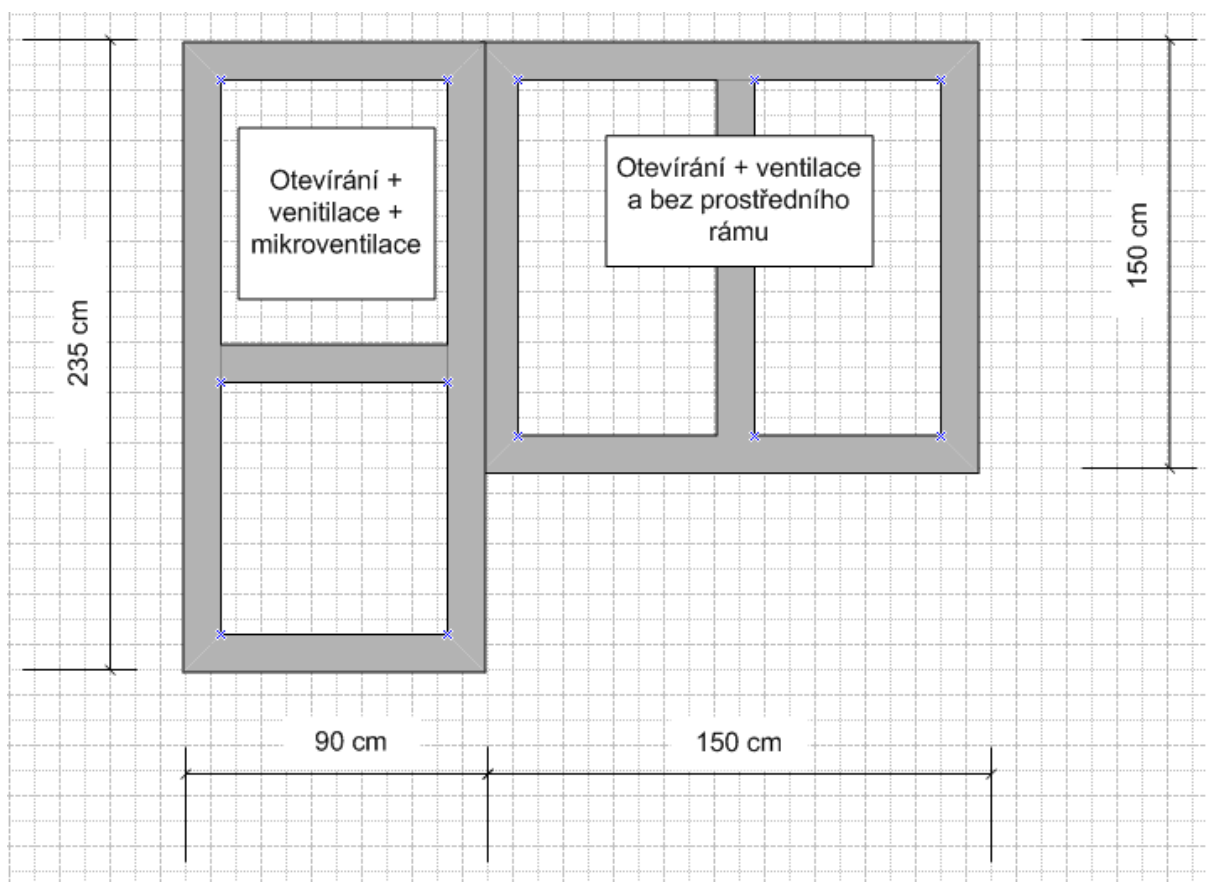 Otevírání +
venitilace +
mikroventilace
Otevírání + ventilace
a bez prostředního
rámu
235 cm
150 cm
90 cm
150 cm